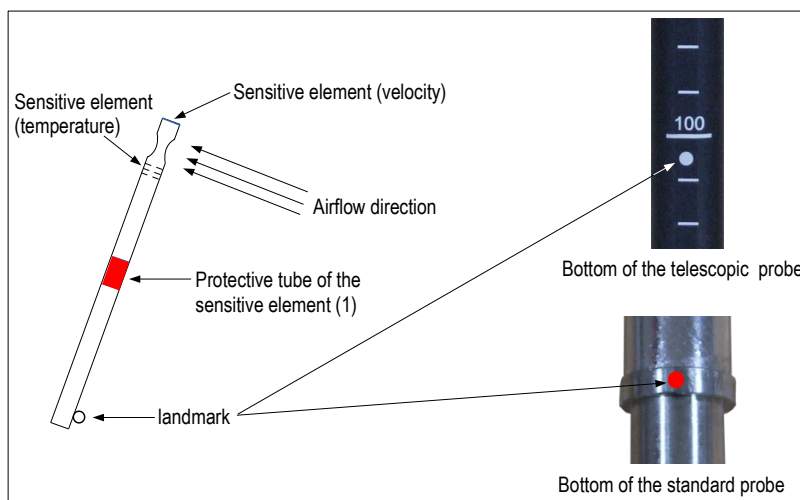 Sensitive element (velocity)
Sensitive element
(temperature)
100
Airflow direction
Bottom of the telescopic  probe
Protective tube of the
sensitive element (1)
landmark
Bottom of the standard probe